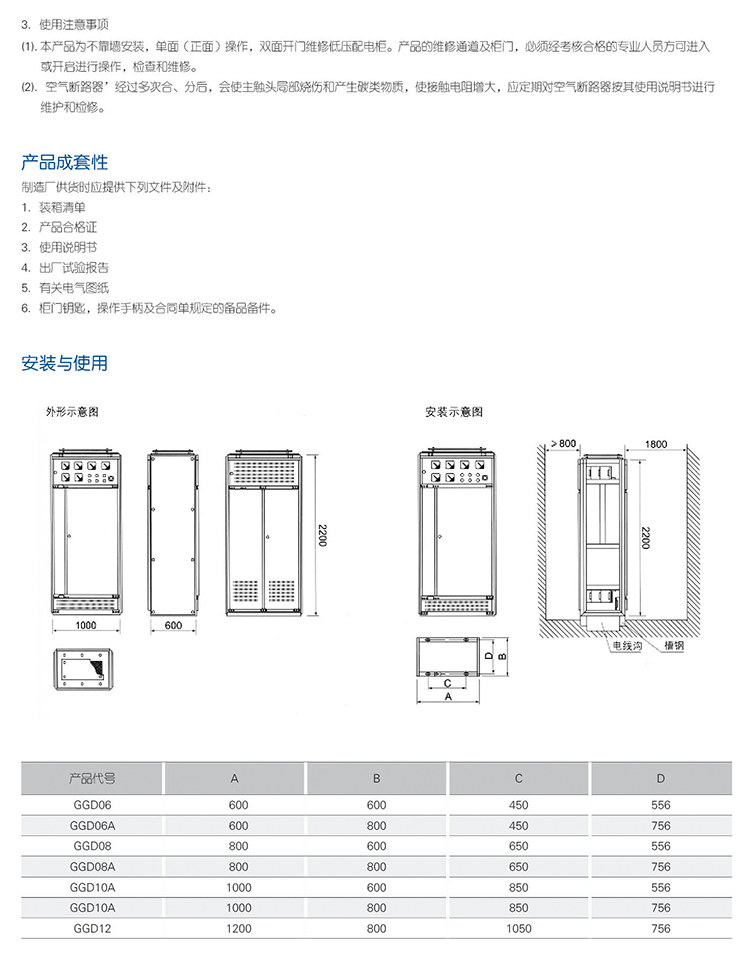 3. 使用注意事项
(1). 本产品为不靠墙安装，单面（正面）操作，双面开门维修低压配电柜。产品的维修通道及柜门，必须经考核合格的专业人员方可进入
或开启进行操作，检查和维修。
(2). 空气断路器’经过多次合、分后，会使主触头局部烧伤和产生碳类物质，使接触电阻增大，应定期对空气断路器按其使用说明书进行
维护和检修。
产品成套性
制造厂供货时应提供下列文件及附件：
1. 装箱清单
2. 产品合格证
3. 使用说明书
4. 出厂试验报告
5. 有关电气图纸
6. 柜门钥匙，操作手柄及合同单规定的备品备件。
安装与使用
外形示意图
2200
1000
600
安装示意图
≥800
1800
2200
电线沟
槽钢
D
B
C
A
产品代号 A B C D
GGD06 600 600 450 556
GGD06A 600 800 450 756
GGD08 800 600 650 556
GGD08A 800 800 650 756
GGD10A 1000 600 850 556
GGD10A 1000 800 850 756
GGD12 1200 800 1050 756